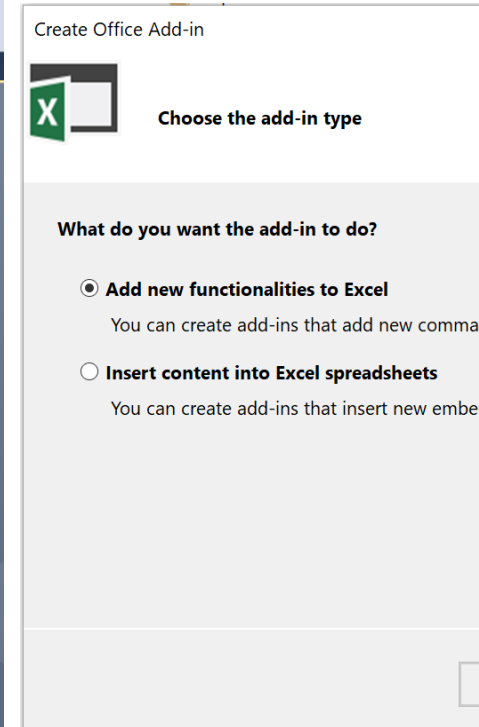 Create Office Add-in
X
Choose the add-in type
What do you want the add-in to do?
Add new functionalities to Excel
You can create add-ins that add new comma
Insert content into Excel spreadsheets
You can create add-ins that insert new embe